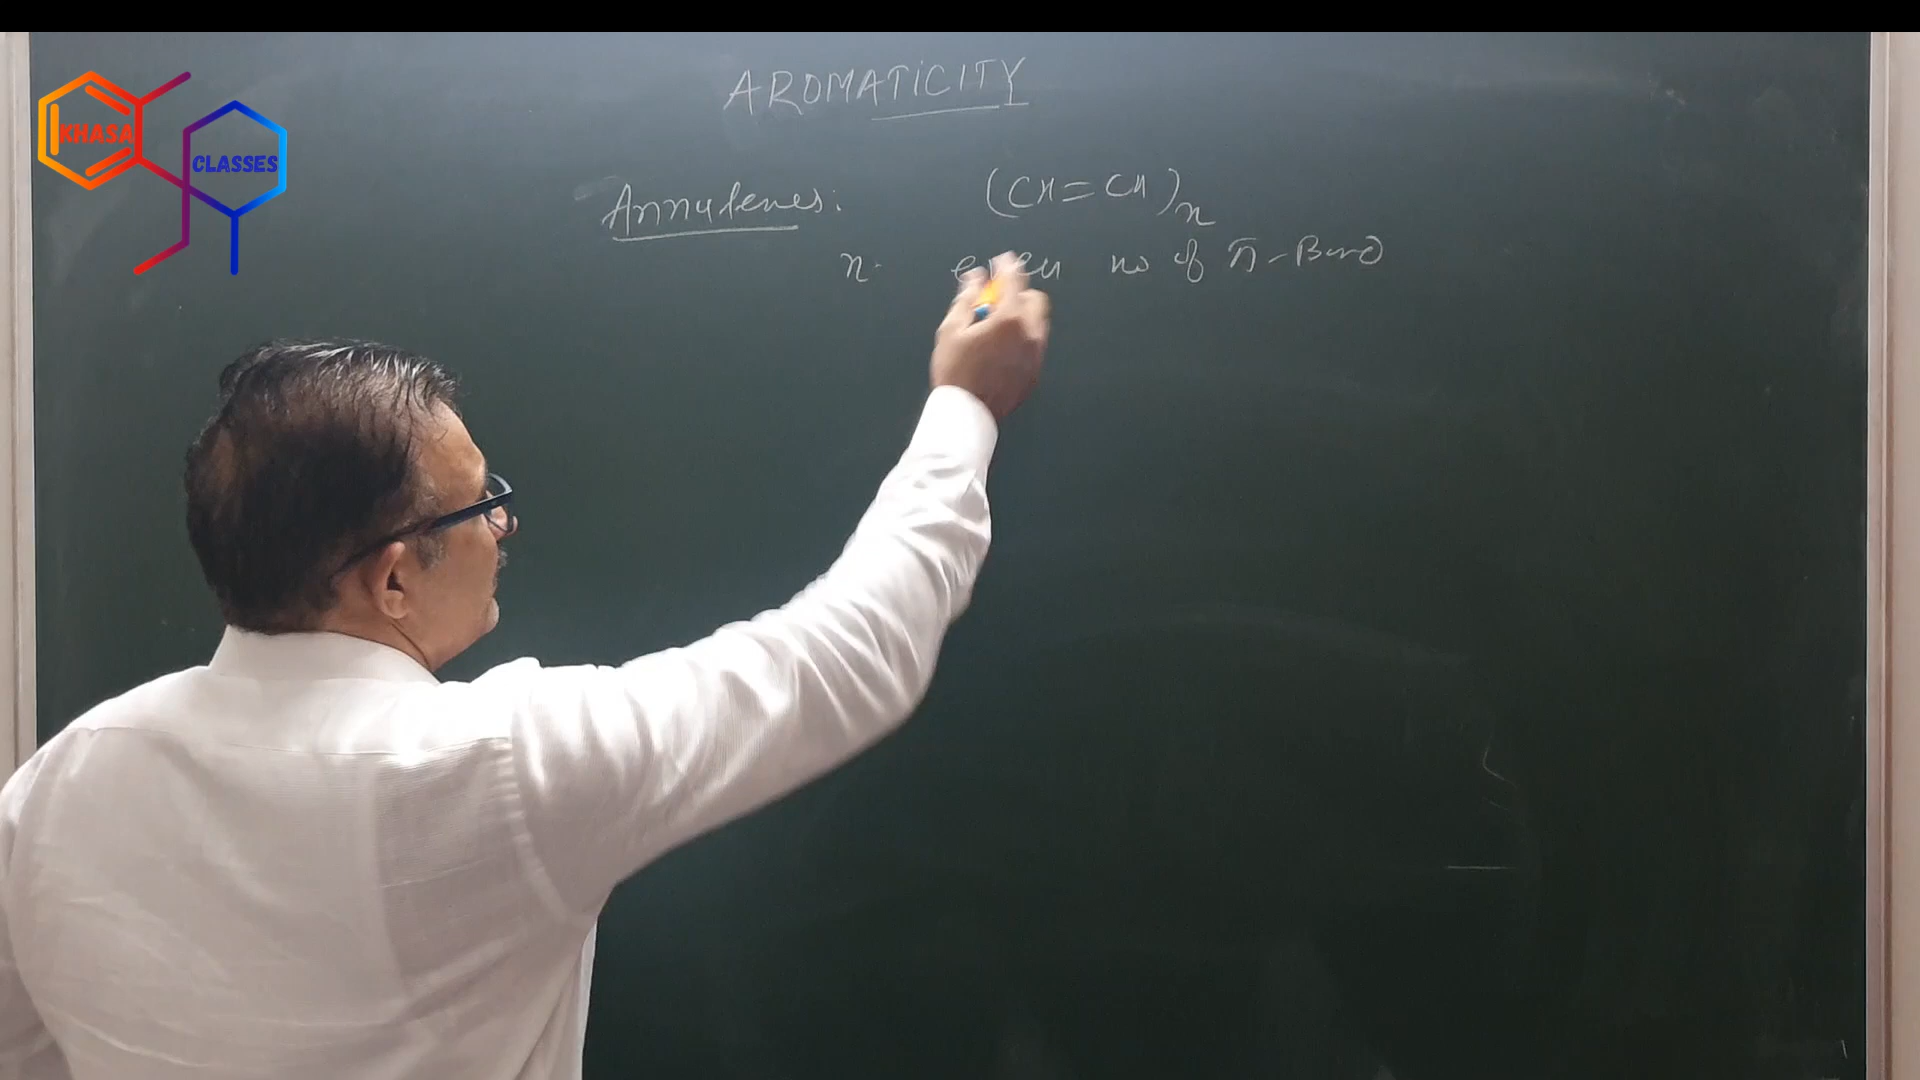 KHASA
CLASSES
AROMATICITY
Annulenes: (CH=CH)n
n. even no of π-Bond